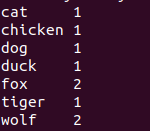 cat 1
chicken 1
dog 1
duck 1
fox 2
tiger 1
wolf 2